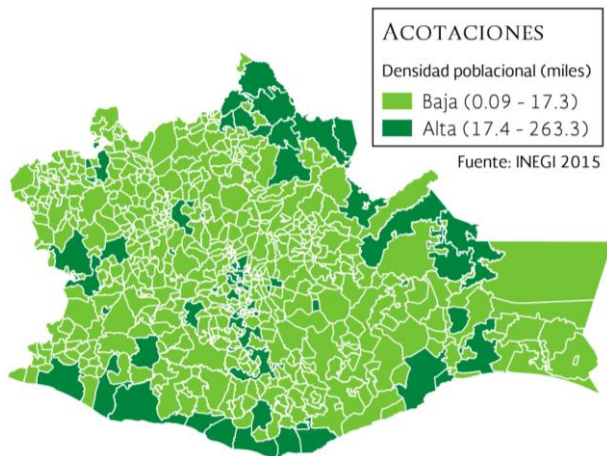 ACOTACIONES
Densidad poblacional (miles)
Baja (0.09 - 17.3)
Alta (17.4 - 263.3)
Fuente: INEGI 2015